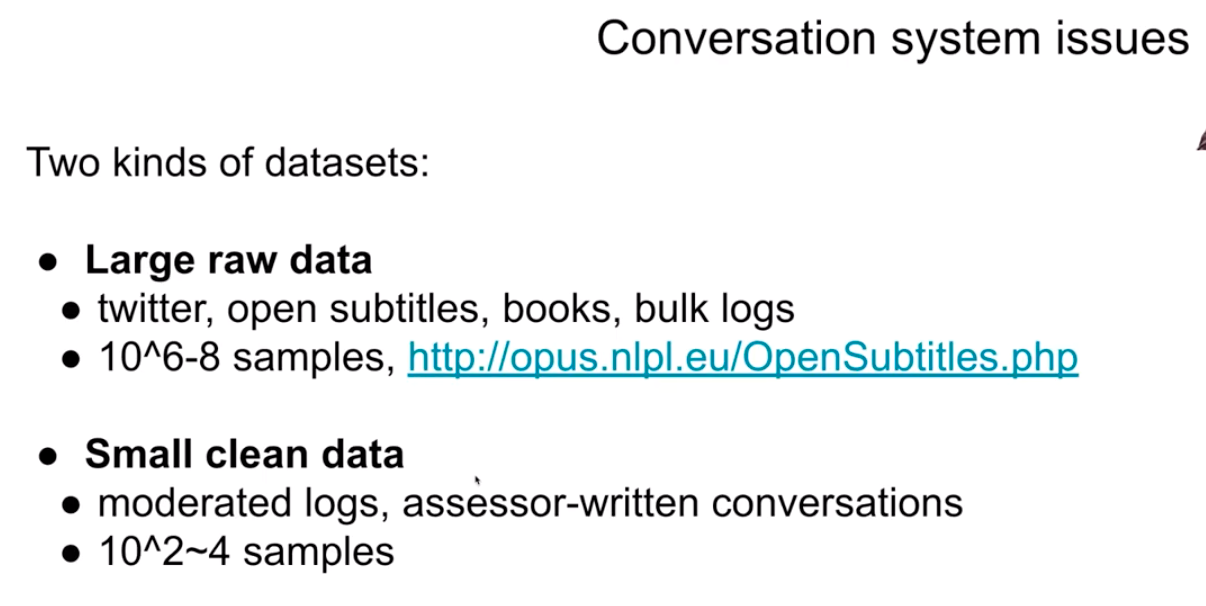 Conversation system issues
Two kinds of datasets:
● Large raw data
● twitter, open subtitles, books, bulk logs
● 10^6-8 samples, http://opus.nlpl.eu/OpenSubtitles.php
● Small clean data
● moderated logs, assessor-written conversations
● 10^2~4 samples